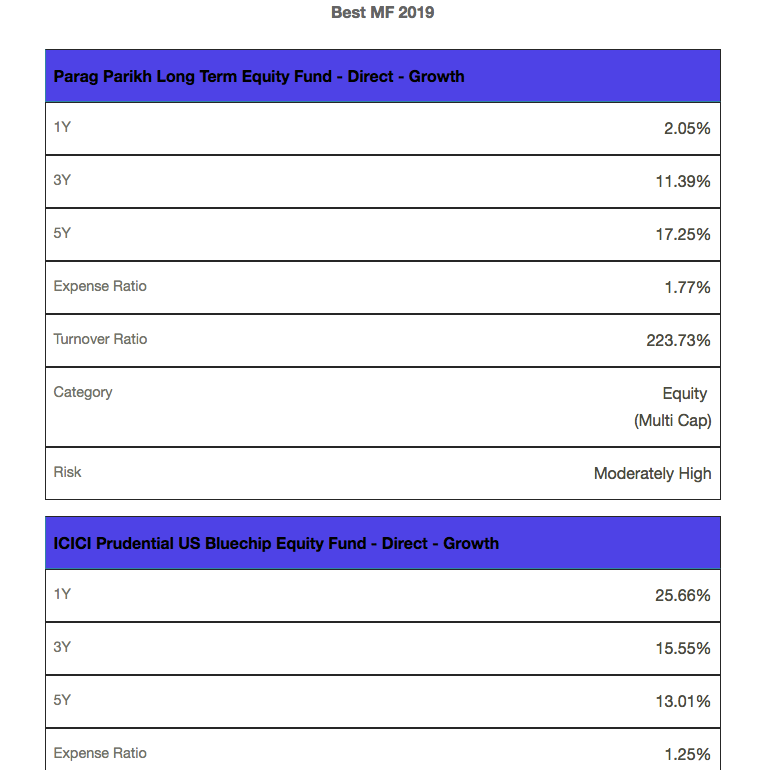 Best MF 2019
Parag Parikh Long Term Equity Fund - Direct - Growth
1Y 2.05%
3Y 11.39%
5Y 17.25%
Expense Ratio 1.77%
Turnover Ratio 223.73%
Category Equity
(Multi Cap)
Risk Moderately High
ICICI Prudential US Bluechip Equity Fund - Direct - Growth
1Y 25.66%
3Y 15.55%
5Y 13.01%
Expense Ratio 1.25%